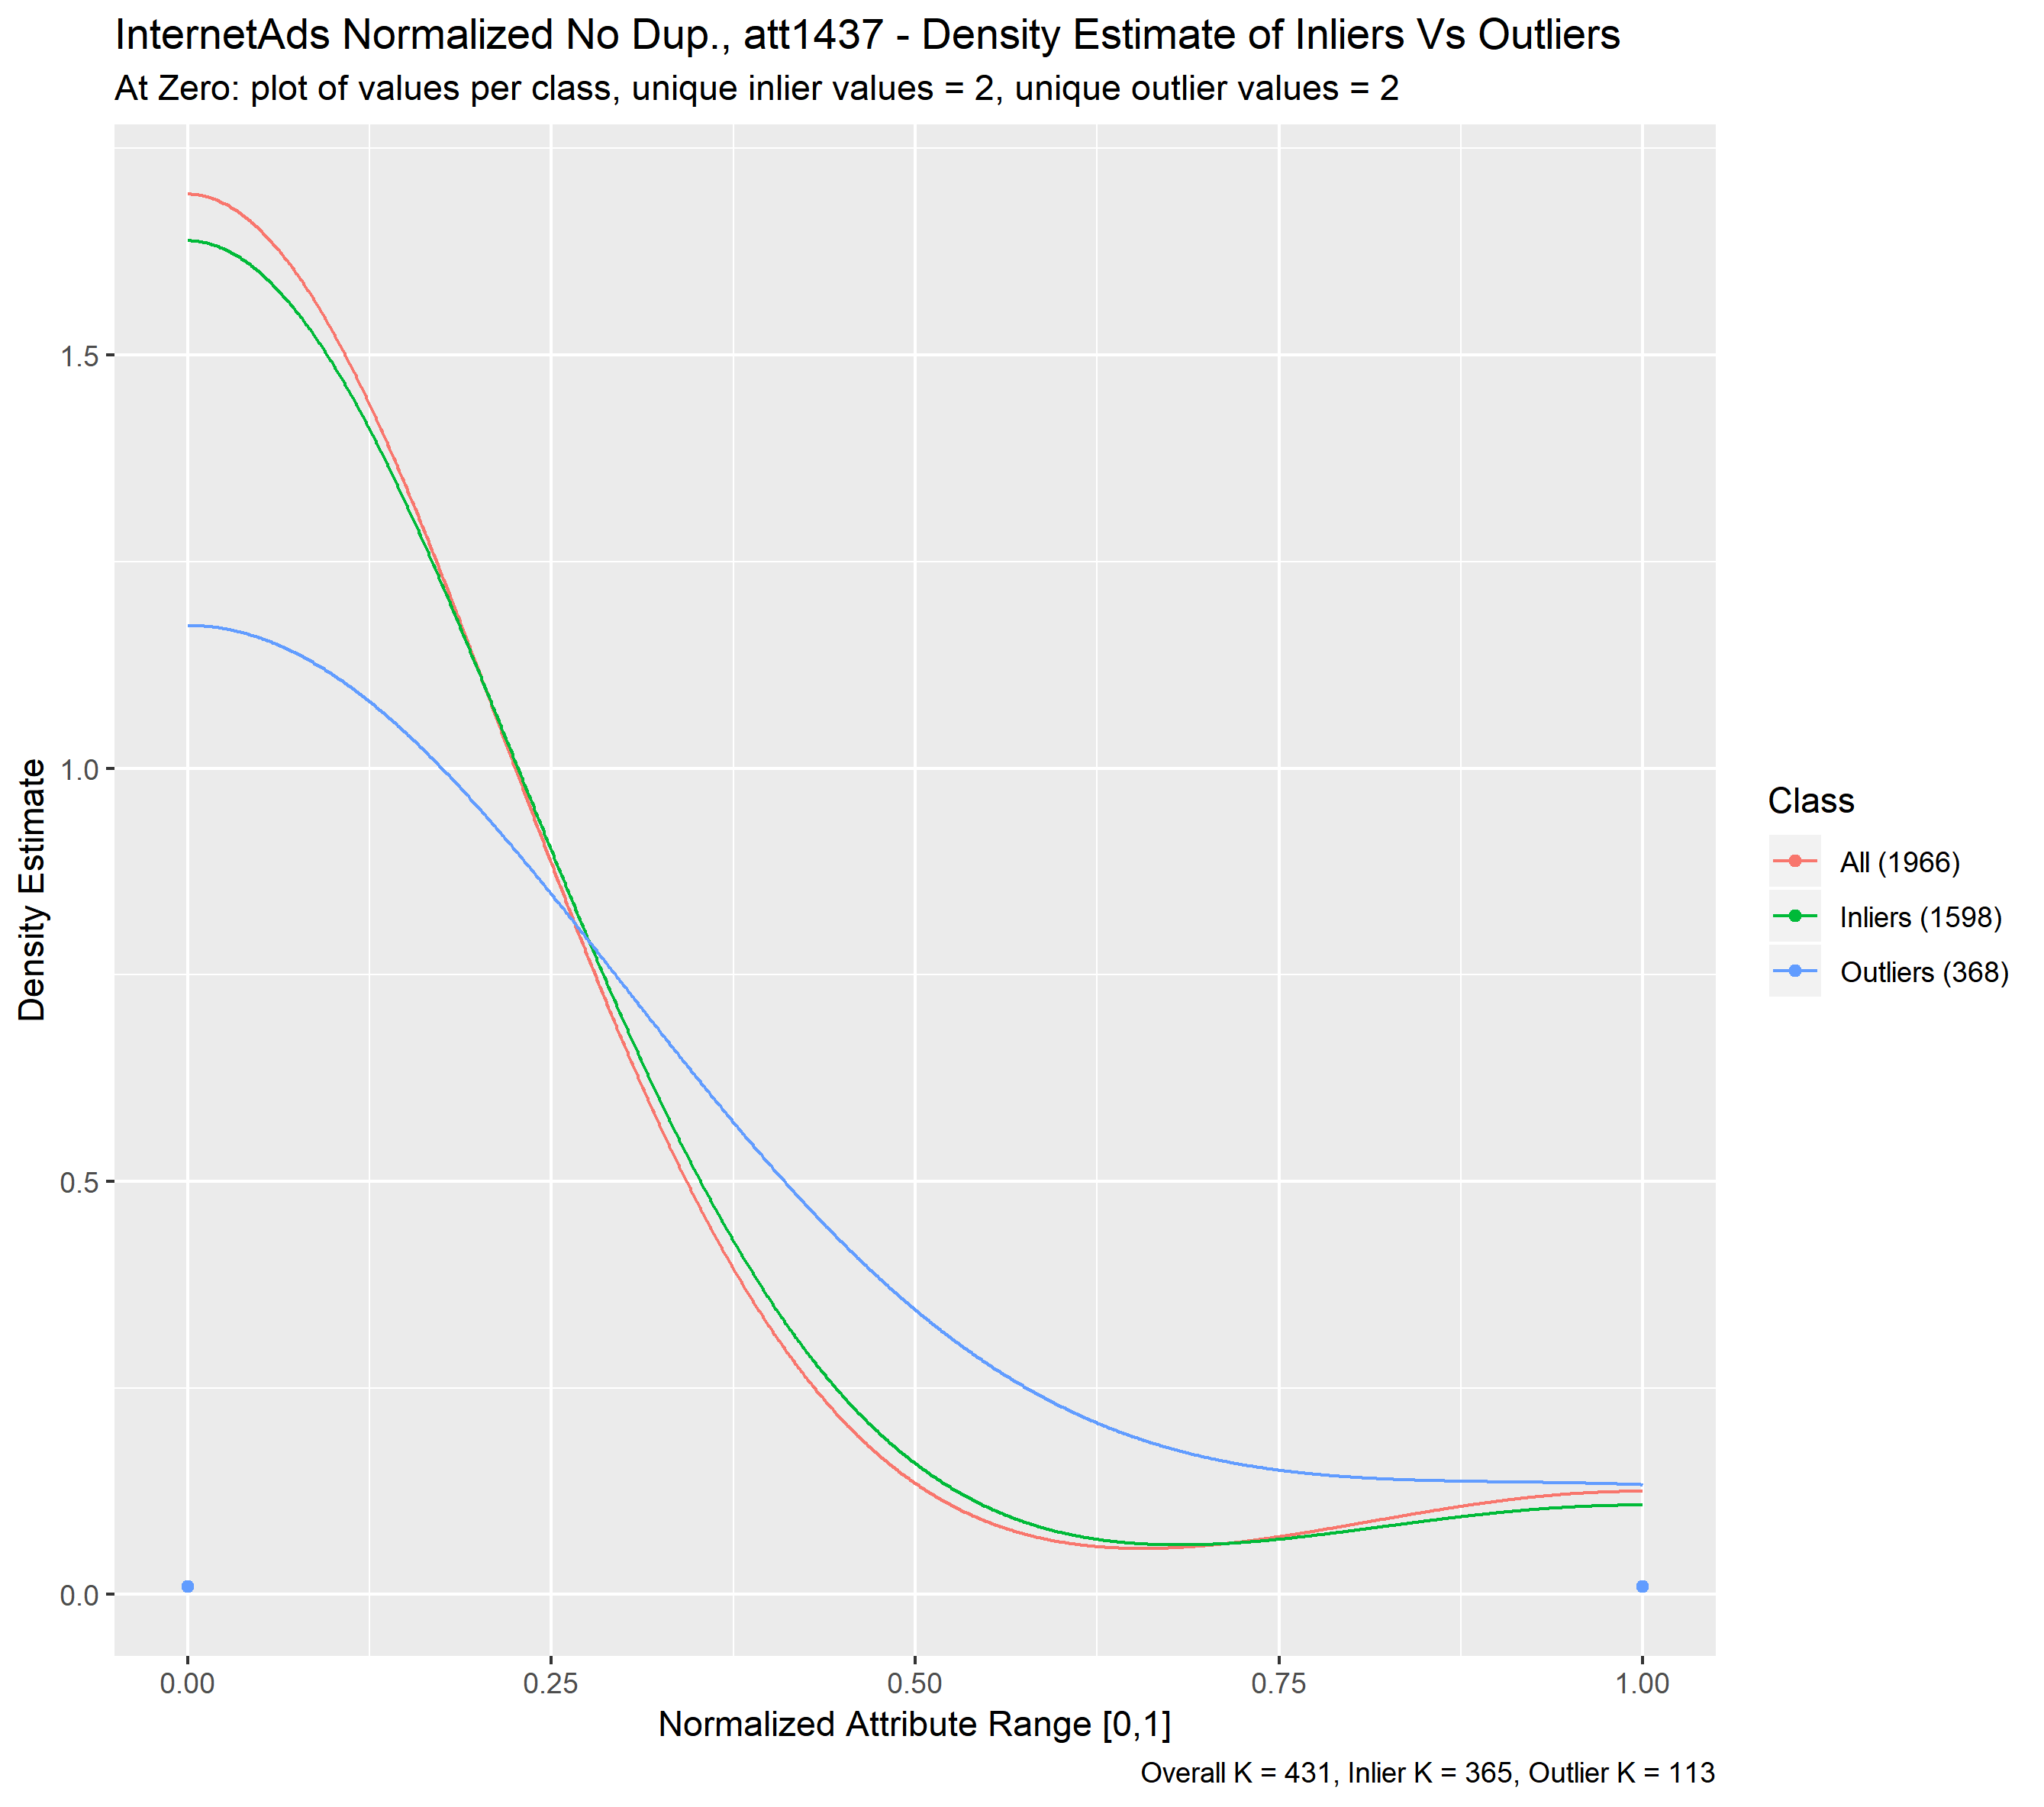 InternetAds Normalized No Dup., att1437 - Density Estimate of Inliers Vs Outliers
At Zero: plot of values per class, unique inlier values = 2, unique outlier values = 2
Density Estimate
1.5
1.0
0.5
0.0
0.00
0.25
0.50
0.75
1.00
Normalized Attribute Range [0,1]
Overall K = 431, Inlier K = 365, Outlier K = 113
Class
All (1966)
Inliers (1598)
Outliers (368)